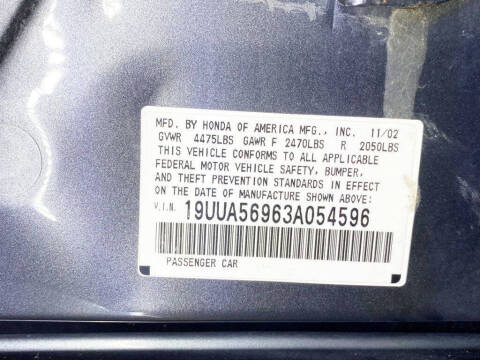 MFD. BY HONDA OF AMERICA MFG., INC. 11/02
GVWR 4475LBS GAWR F 2470LBS R 2050LBS
THIS VEHICLE CONFORMS TO ALL APPLICABLE
FEDERAL MOTOR VEHICLE SAFETY, BUMPER,
AND THEFT PREVENTION STANDARDS IN EFFECT
ON THE DATE OF MANUFACTURE SHOWN ABOVE:
V.I.N. 19UUA56963A054596
PASSENGER CAR